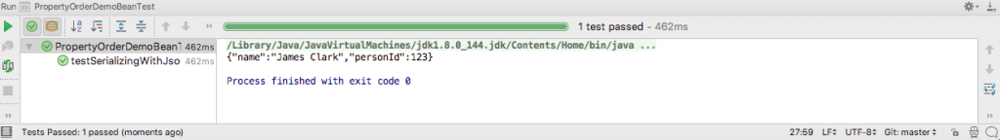 Run PropertyOrderDemoBeanTest
1 test passed – 462ms
PropertyOrderDemoBeanT 462ms
testSerializingWithJso 462ms
/Library/Java/JavaVirtualMachines/jdk1.8.0_144.jdk/Contents/Home/bin/java ...
{"name":"James Clark","personId":123}
Process finished with exit code 0
Tests Passed: 1 passed (moments ago) 27:59 LF UTF-8 Git: master